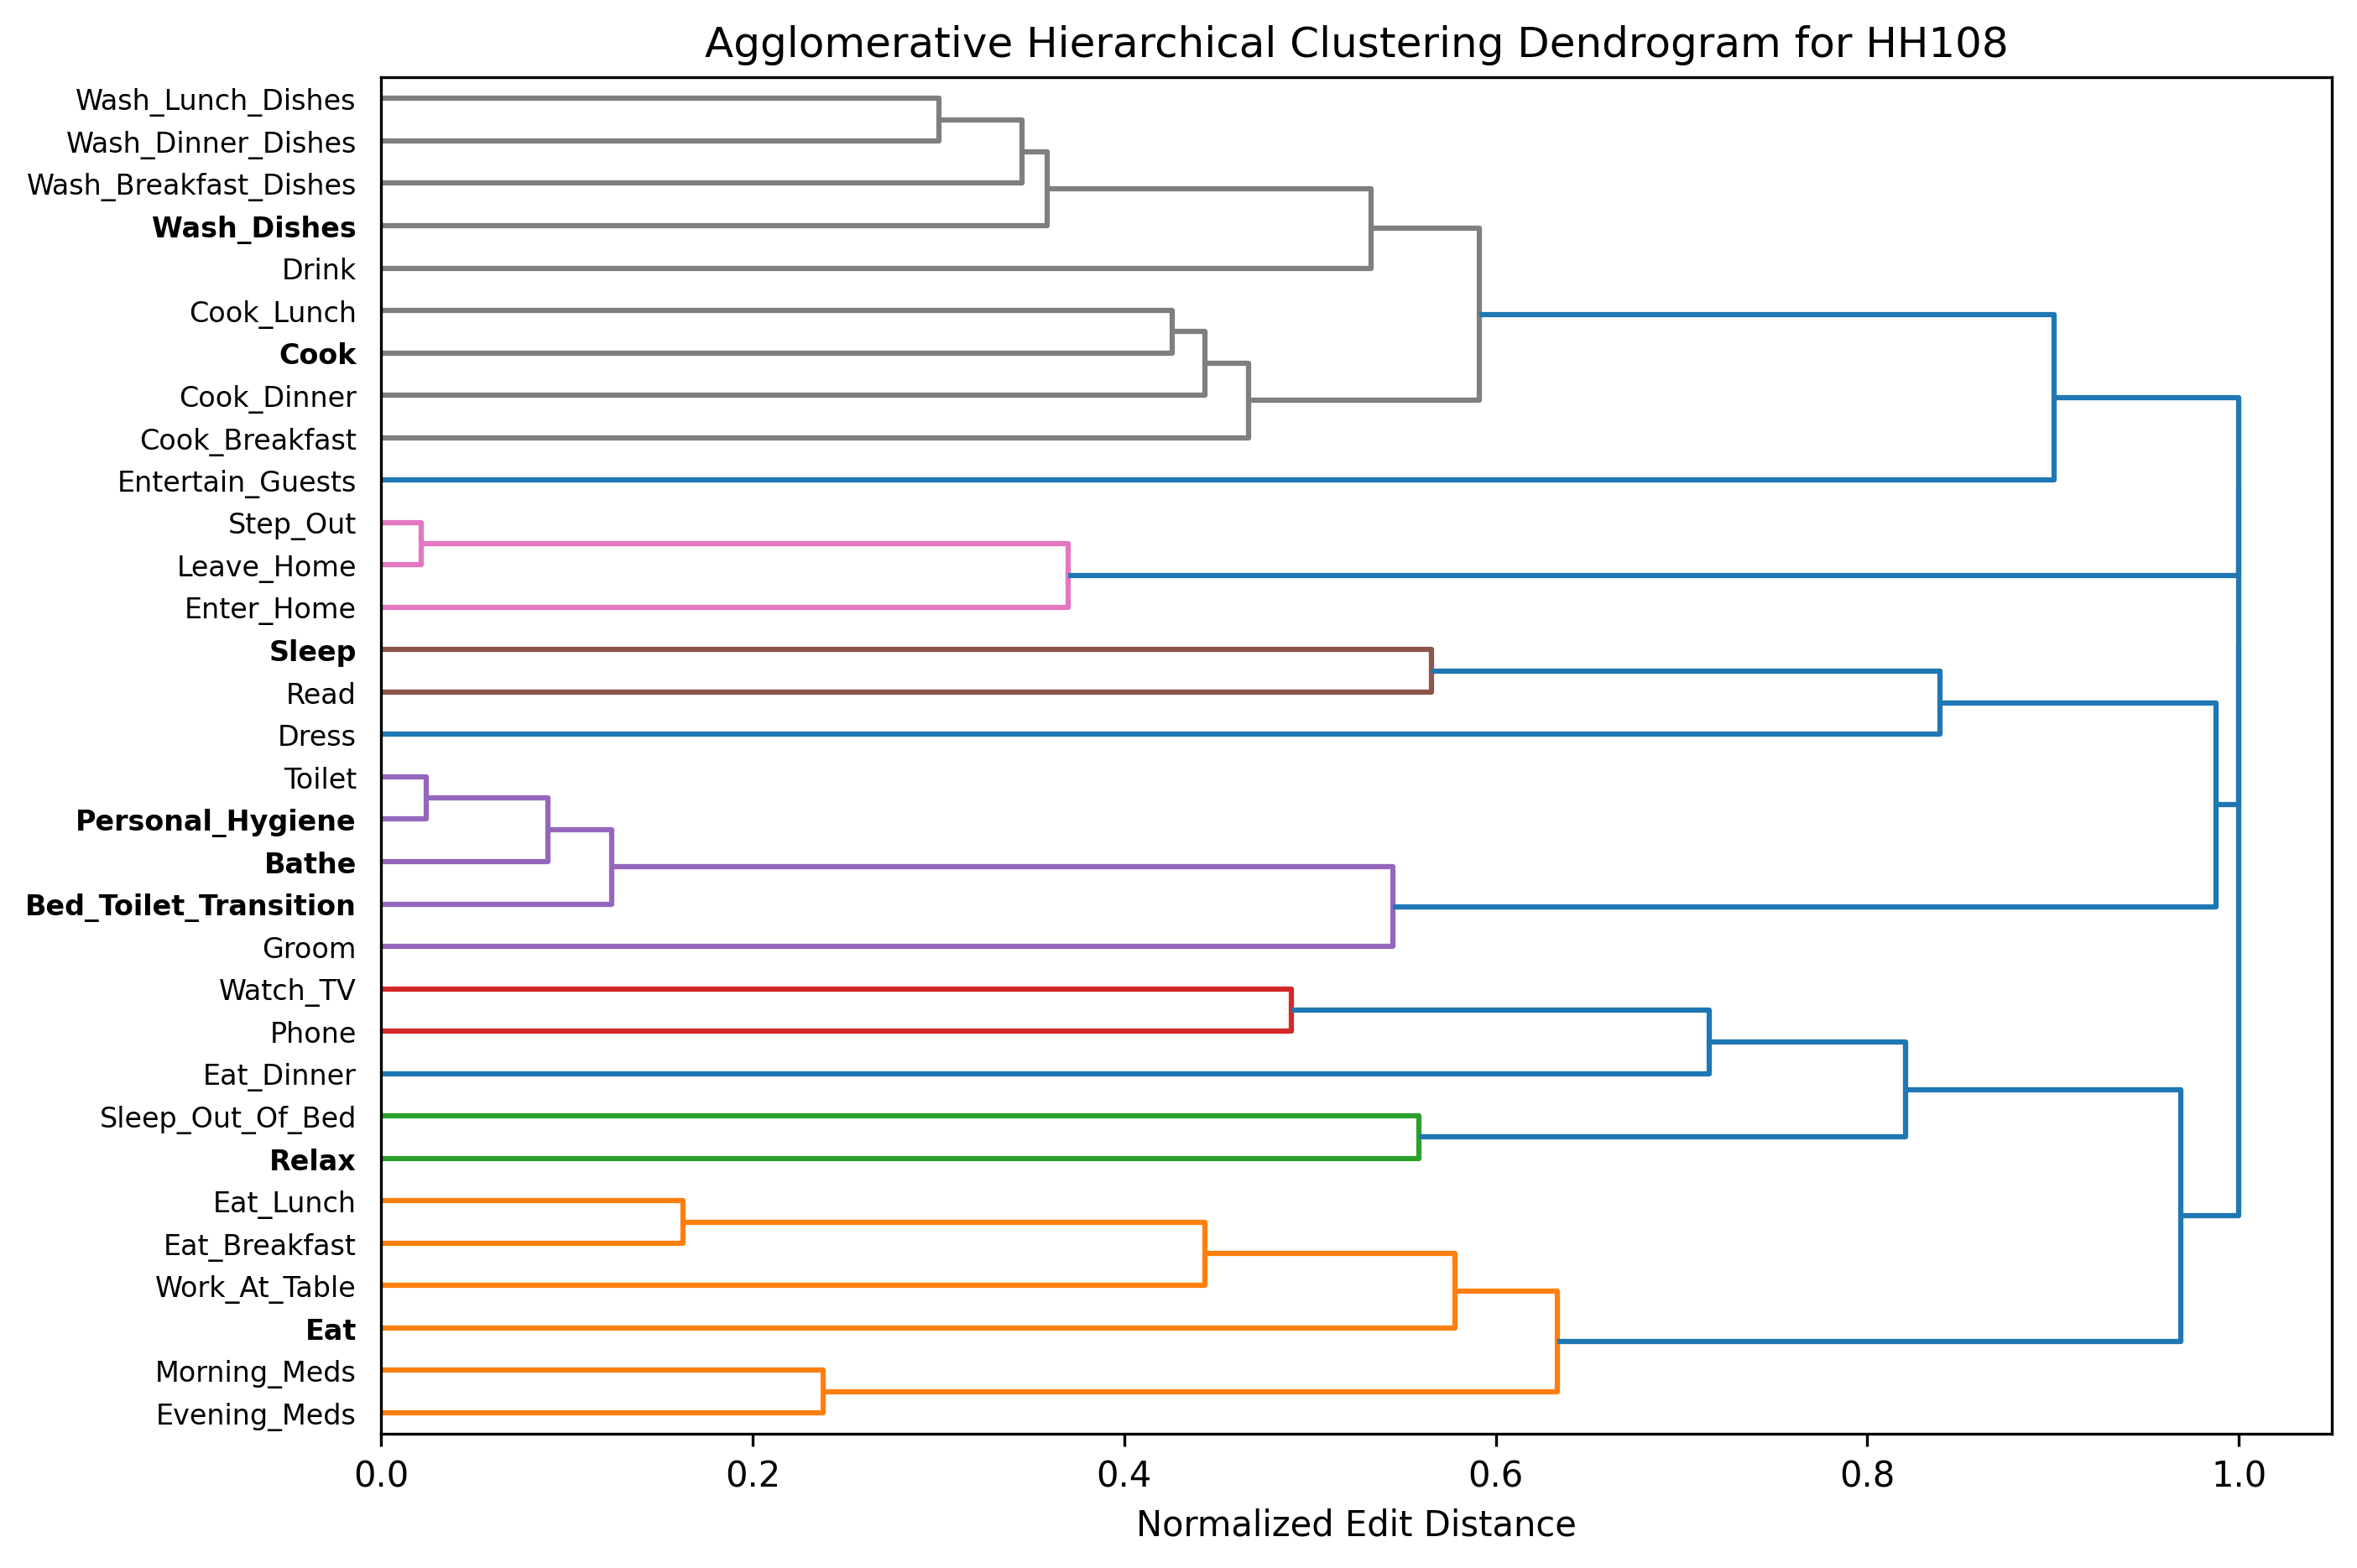 Agglomerative Hierarchical Clustering Dendrogram for HH108
Wash_Lunch_Dishes
Wash_Dinner_Dishes
Wash_Breakfast_Dishes
Wash_Dishes
Drink
Cook_Lunch
Cook
Cook_Dinner
Cook_Breakfast
Entertain_Guests
Step_Out
Leave_Home
Enter_Home
Sleep
Read
Dress
Toilet
Personal_Hygiene
Bathe
Bed_Toilet_Transition
Groom
Watch_TV
Phone
Eat_Dinner
Sleep_Out_Of_Bed
Relax
Eat_Lunch
Eat_Breakfast
Work_At_Table
Eat
Morning_Meds
Evening_Meds
0.0 0.2 0.4 0.6 0.8 1.0
Normalized Edit Distance